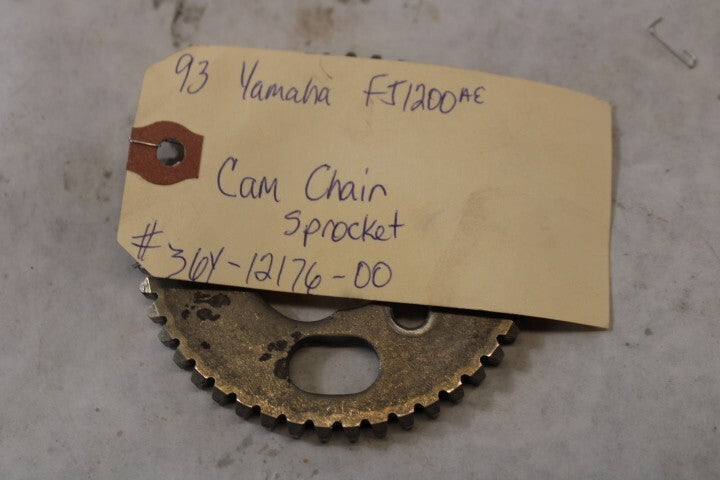 93 Yamaha FJ1200AE
Cam Chain
Sprocket
# 36Y-12176-00